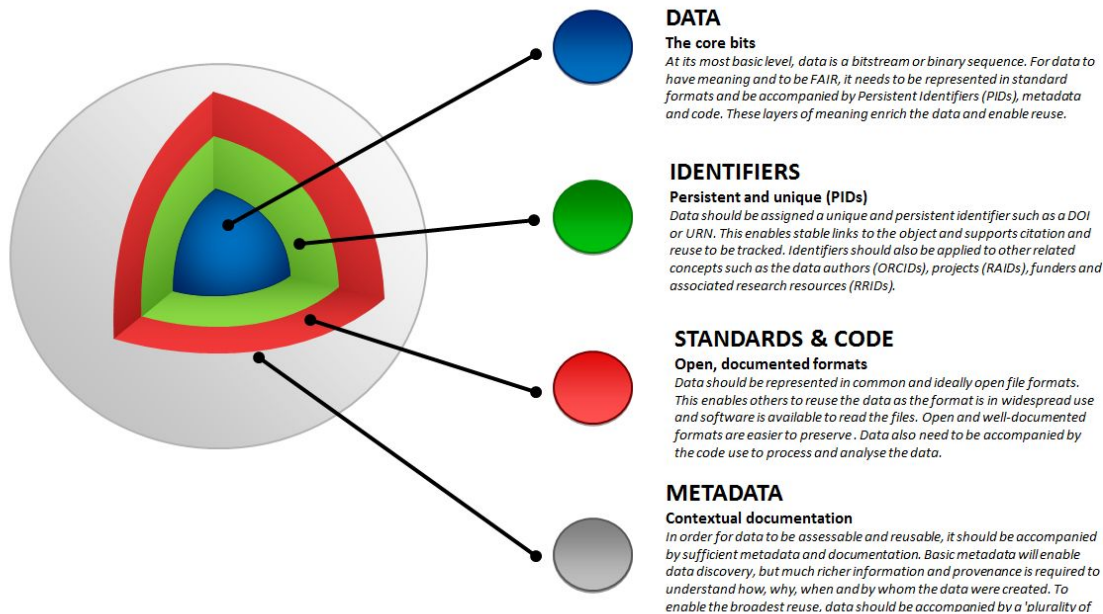 DATA
The core bits
At its most basic level, data is a bitstream or binary sequence. For data to
have meaning and to be FAIR, it needs to be represented in standard
formats and be accompanied by Persistent Identifiers (PIDs), metadata
and code. These layers of meaning enrich the data and enable reuse.
IDENTIFIERS
Persistent and unique (PIDs)
Data should be assigned a unique and persistent identifier such as a DOI
or URN. This enables stable links to the object and supports citation and
reuse to be tracked. Identifiers should also be applied to other related
concepts such as the data authors (ORCIDs), projects (RAIDs), funders and
associated research resources (RRIDs).
STANDARDS & CODE
Open, documented formats
Data should be represented in common and ideally open file formats.
This enables others to reuse the data as the format is in widespread use
and software is available to read the files. Open and well-documented
formats are easier to preserve . Data also need to be accompanied by
the code use to process and analyse the data.
METADATA
Contextual documentation
In order for data to be assessable and reusable, it should be accompanied
by sufficient metadata and documentation. Basic metadata will enable
data discovery, but much richer information and provenance is required to
understand how, why, when and by whom the data were created. To
enable the broadest reuse, data should be accompanied by a 'plurality of